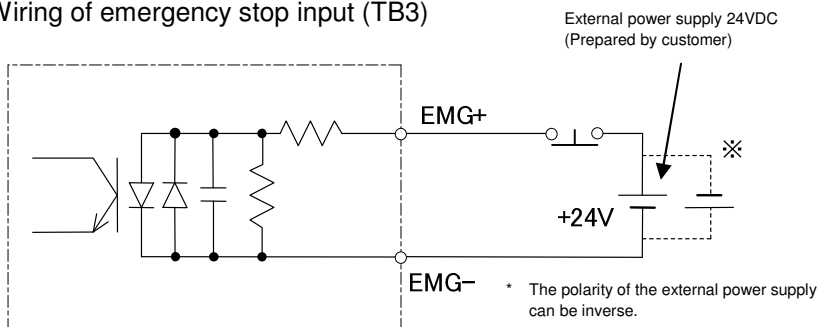 Wiring of emergency stop input (TB3)
External power supply 24VDC
(Prepared by customer)
EMG+
※
+24V
EMG−
* The polarity of the external power supply
can be inverse.